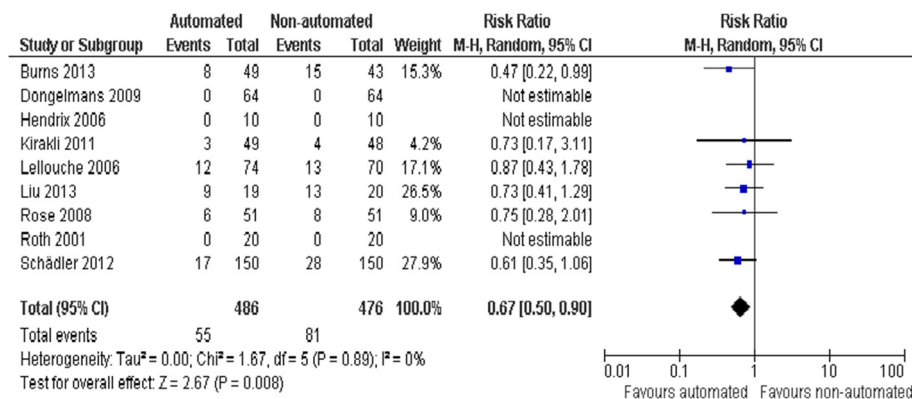 Automated Non-automated Risk Ratio Risk Ratio
Study or Subgroup Events Total Events Total Weight M-H, Random, 95% CI M-H, Random, 95% CI
Burns 2013 8 49 15 43 15.3% 0.47 [0.22, 0.99]
Dongelmans 2009 0 64 0 64 Not estimable
Hendrix 2006 0 10 0 10 Not estimable
Kirakli 2011 3 49 4 48 4.2% 0.73 [0.17, 3.11]
Lellouche 2006 12 74 13 70 17.1% 0.87 [0.43, 1.78]
Liu 2013 9 19 13 20 26.5% 0.73 [0.41, 1.29]
Rose 2008 6 51 8 51 9.0% 0.75 [0.28, 2.01]
Roth 2001 0 20 0 20 Not estimable
Schädler 2012 17 150 28 150 27.9% 0.61 [0.35, 1.06]
Total (95% CI) 486 476 100.0% 0.67 [0.50, 0.90]
Total events 55 81
Heterogeneity: Tau² = 0.00; Chi² = 1.67, df = 5 (P = 0.89); I² = 0%
Test for overall effect: Z = 2.67 (P = 0.008)
0.01 0.1 1 10 100
Favours automated Favours non-automated